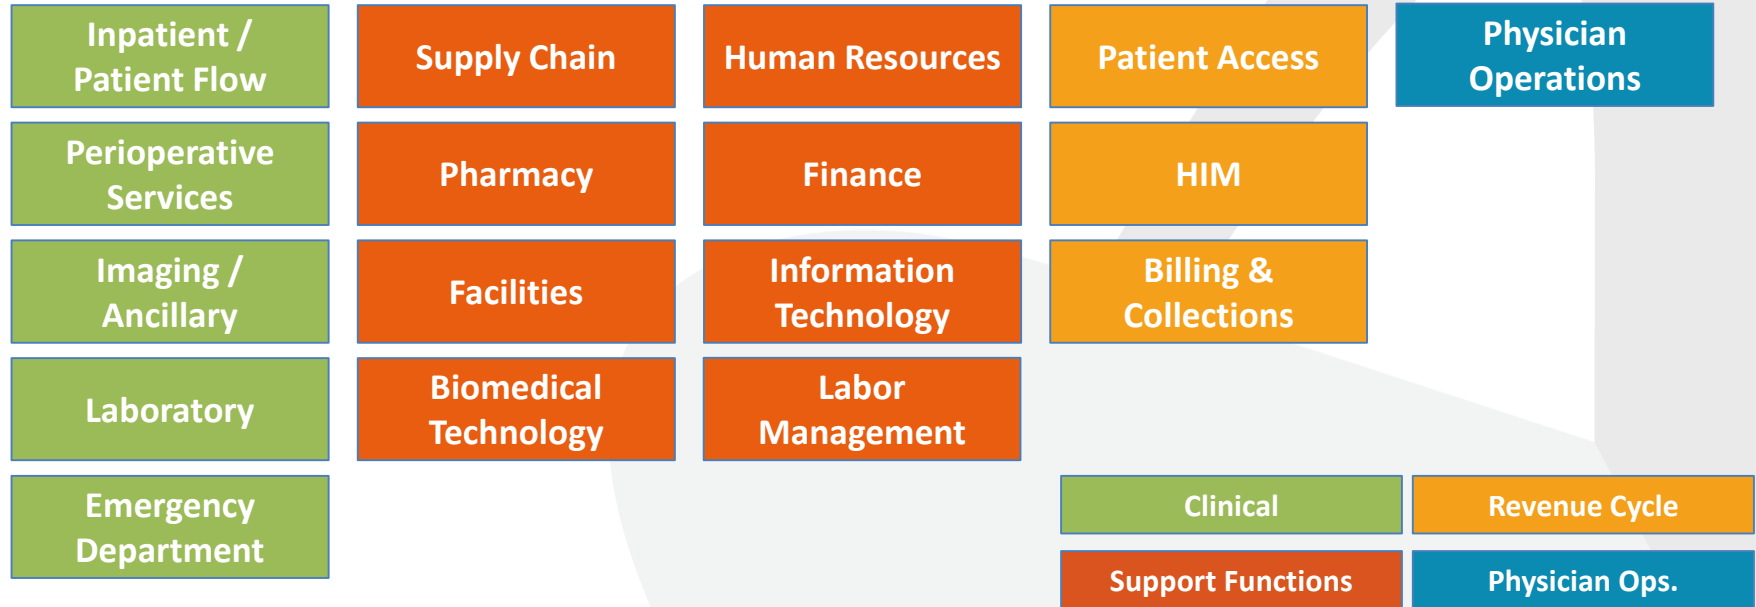 Inpatient /
Patient Flow
Supply Chain
Human Resources
Patient Access
Physician
Operations
Perioperative
Services
Pharmacy
Finance
HIM
Imaging /
Ancillary
Facilities
Information
Technology
Billing &
Collections
Laboratory
Biomedical
Technology
Labor
Management
Emergency
Department
Clinical
Revenue Cycle
Support Functions
Physician Ops.